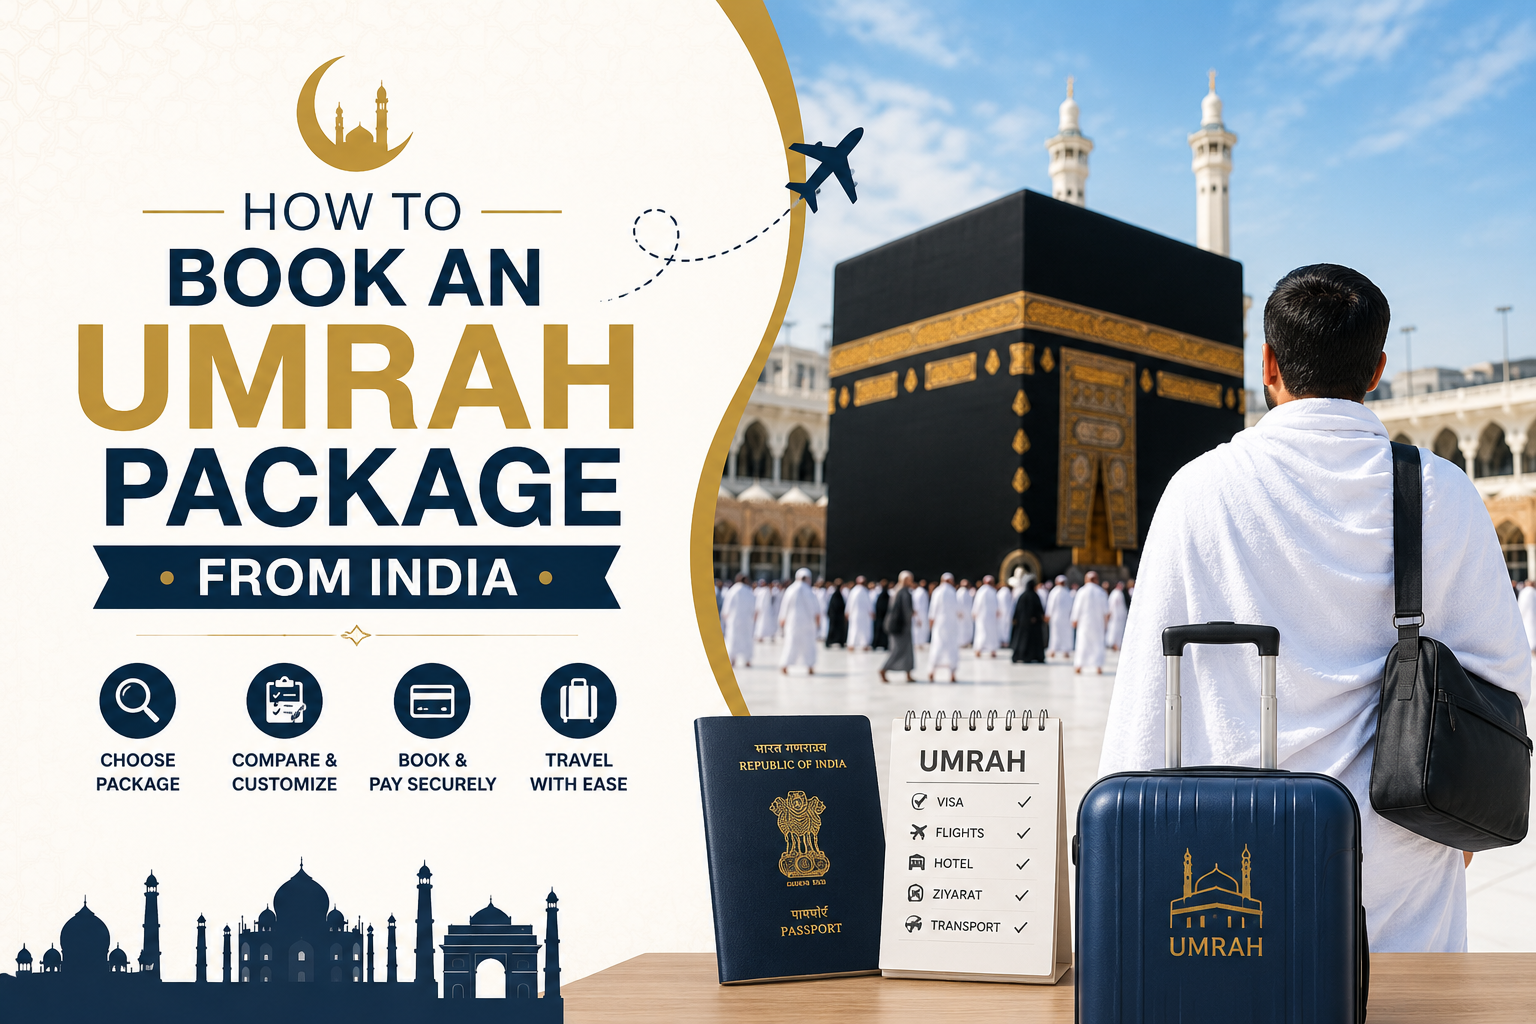 HOW TO
BOOK AN
UMRAH
PACKAGE
FROM INDIA
CHOOSE
PACKAGE
COMPARE &
CUSTOMIZE
BOOK &
PAY SECURELY
TRAVEL
WITH EASE
भारत गणराज्य
REPUBLIC OF INDIA
PASSPORT
UMRAH
VISA
FLIGHTS
HOTEL
ZIYARAT
TRANSPORT
UMRAH